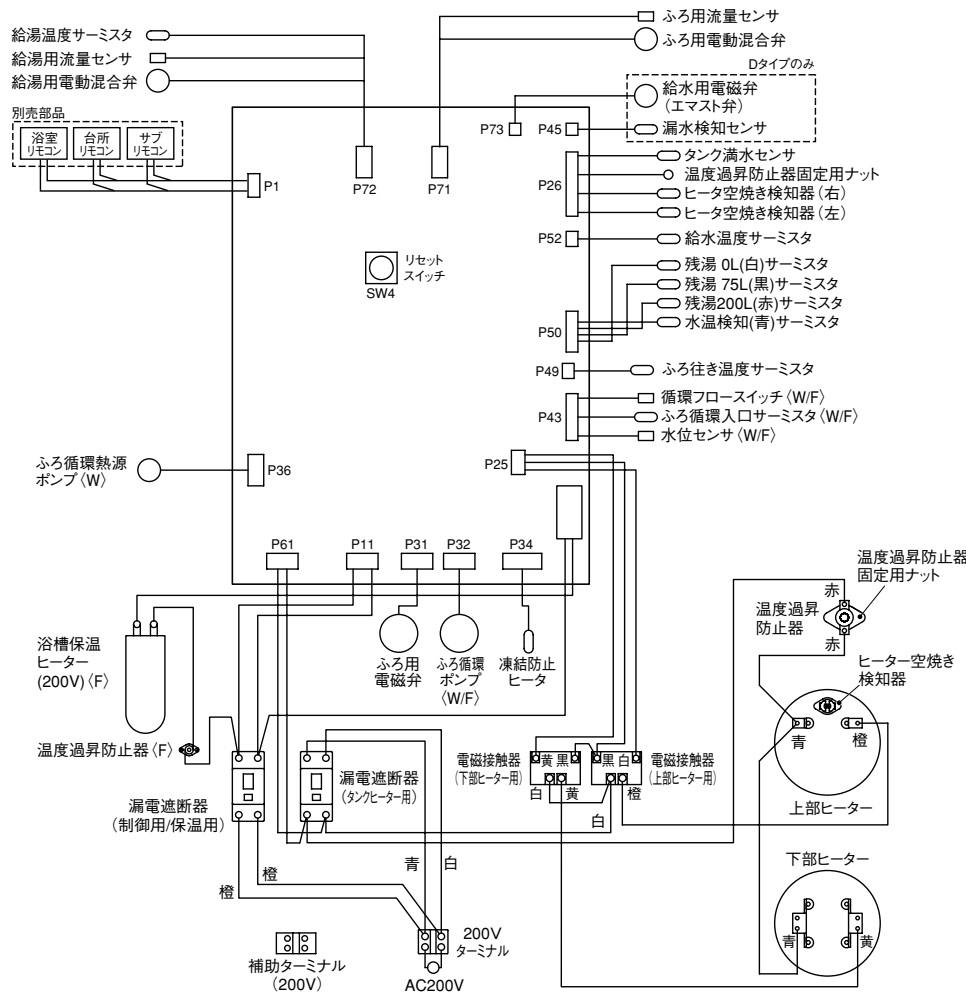 給湯温度サーミスタ
給湯用流量センサ
給湯用電動混合弁
ふろ用流量センサ
ふろ用電動混合弁
Dタイプのみ
給水用電磁弁
(エマスト弁)
漏水検知センサ
別売部品
浴室
リモコン
台所
リモコン
サブ
リモコン
P1
P72
P71
P73
P45
P26
タンク満水センサ
温度過昇防止器固定用ナット
ヒータ空焼き検知器(右)
ヒータ空焼き検知器(左)
P52
給水温度サーミスタ
リセット
スイッチ
SW4
残湯 0L(白)サーミスタ
残湯 75L(黒)サーミスタ
残湯200L(赤)サーミスタ
水温検知(青)サーミスタ
P50
P49
ふろ往き温度サーミスタ
P43
循環フロースイッチ〈W/F〉
ふろ循環入口サーミスタ〈W/F〉
水位センサ〈W/F〉
ふろ循環熱源
ポンプ〈W〉
P36
P25
P61
P11
P31
P32
P34
浴槽保温
ヒーター
(200V)〈F〉
ふろ用
電磁弁
ふろ循環
ポンプ
〈W/F〉
凍結防止
ヒータ
温度過昇防止器
固定用ナット
赤
温度過昇
防止器
赤
ヒーター空焼き
検知器
青
橙
上部ヒーター
温度過昇防止器〈F〉
漏電遮断器
(制御用/保温用)
漏電遮断器
(タンクヒーター用)
電磁接触器
(下部ヒーター用)
黄 黒
白
黄
黒 白
橙
白
電磁接触器
(上部ヒーター用)
下部ヒーター
青
黄
橙
橙
青
白
200V
ターミナル
AC200V
補助ターミナル
(200V)